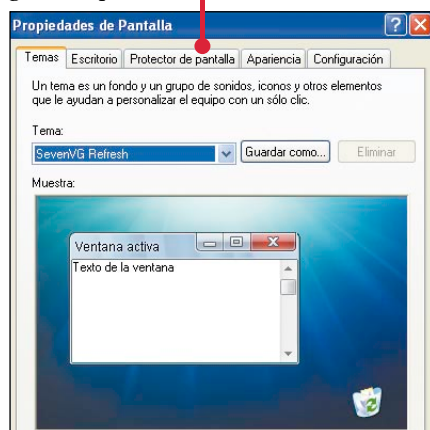 Propiedades de Pantalla
Temas Escritorio Protector de pantalla Apariencia Configuración
Un tema es un fondo y un grupo de sonidos, iconos y otros elementos
que le ayudan a personalizar el equipo con un sólo clic.
Tema:
SevenVG Refresh Guardar como... Eliminar
Muestra:
Ventana activa
Texto de la ventana